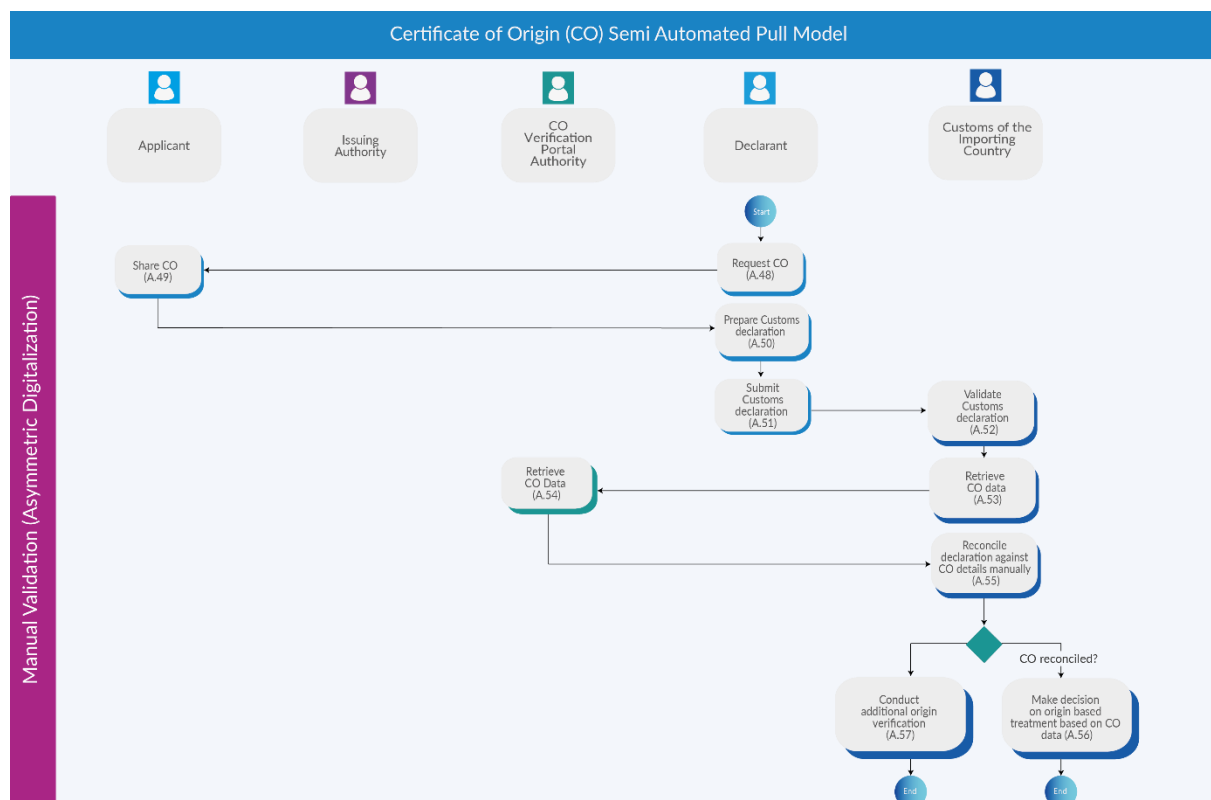 Certificate of Origin (CO) Semi Automated Pull Model
Applicant
Issuing
Authority
CO
Verification
Portal
Authority
Declarant
Customs of the
Importing
Country
Manual Validation (Asymmetric Digitalization)
Start
Share CO
(A.49)
Request CO
(A.48)
Prepare Customs
declaration
(A.50)
Submit
Customs
declaration
(A.51)
Validate
Customs
declaration
(A.52)
Retrieve
CO Data
(A.54)
Retrieve
CO data
(A.53)
Reconcile
declaration against
CO details manually
(A.55)
CO reconciled?
Conduct
additional origin
verification
(A.57)
Make decision
on origin based
treatment based on CO
data (A.56)
End
End